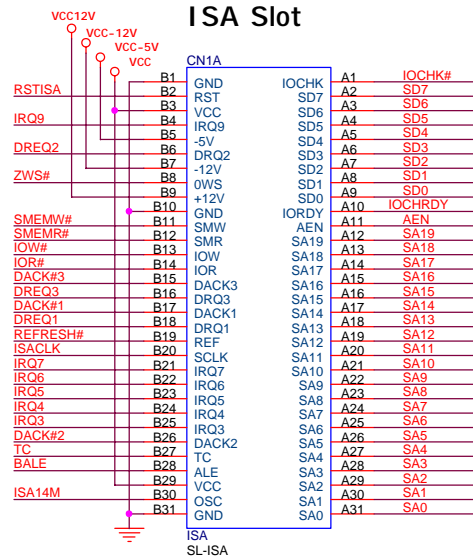 ISA Slot
VCC12V
VCC-12V
VCC-5V
VCC
CN1A
B1 GND IOCHK A1 IOCHK#
RSTISA B2 RST SD7 A2 SD7
B3 VCC SD6 A3 SD6
IRQ9 B4 IRQ9 SD5 A4 SD5
B5 -5V SD4 A5 SD4
DREQ2 B6 DRQ2 SD3 A6 SD3
B7 -12V SD2 A7 SD2
ZWS# B8 0WS SD1 A8 SD1
B9 +12V SD0 A9 SD0
B10 GND IORDY A10 IOCHRDY
SMEMW# B11 SMW AEN A11 AEN
SMEMR# B12 SMR SA19 A12 SA19
IOW# B13 IOW SA18 A13 SA18
IOR# B14 IOR SA17 A14 SA17
DACK#3 B15 DACK3 SA16 A15 SA16
DREQ3 B16 DRQ3 SA15 A16 SA15
DACK#1 B17 DACK1 SA14 A17 SA14
DREQ1 B18 DRQ1 SA13 A18 SA13
REFRESH# B19 REF SA12 A19 SA12
ISACLK B20 SCLK SA11 A20 SA11
IRQ7 B21 IRQ7 SA10 A21 SA10
IRQ6 B22 IRQ6 SA9 A22 SA9
IRQ5 B23 IRQ5 SA8 A23 SA8
IRQ4 B24 IRQ4 SA7 A24 SA7
IRQ3 B25 IRQ3 SA6 A25 SA6
DACK#2 B26 DACK2 SA5 A26 SA5
TC B27 TC SA4 A27 SA4
BALE B28 ALE SA3 A28 SA3
B29 VCC SA2 A29 SA2
ISA14M B30 OSC SA1 A30 SA1
B31 GND SA0 A31 SA0
ISA
SL-ISA